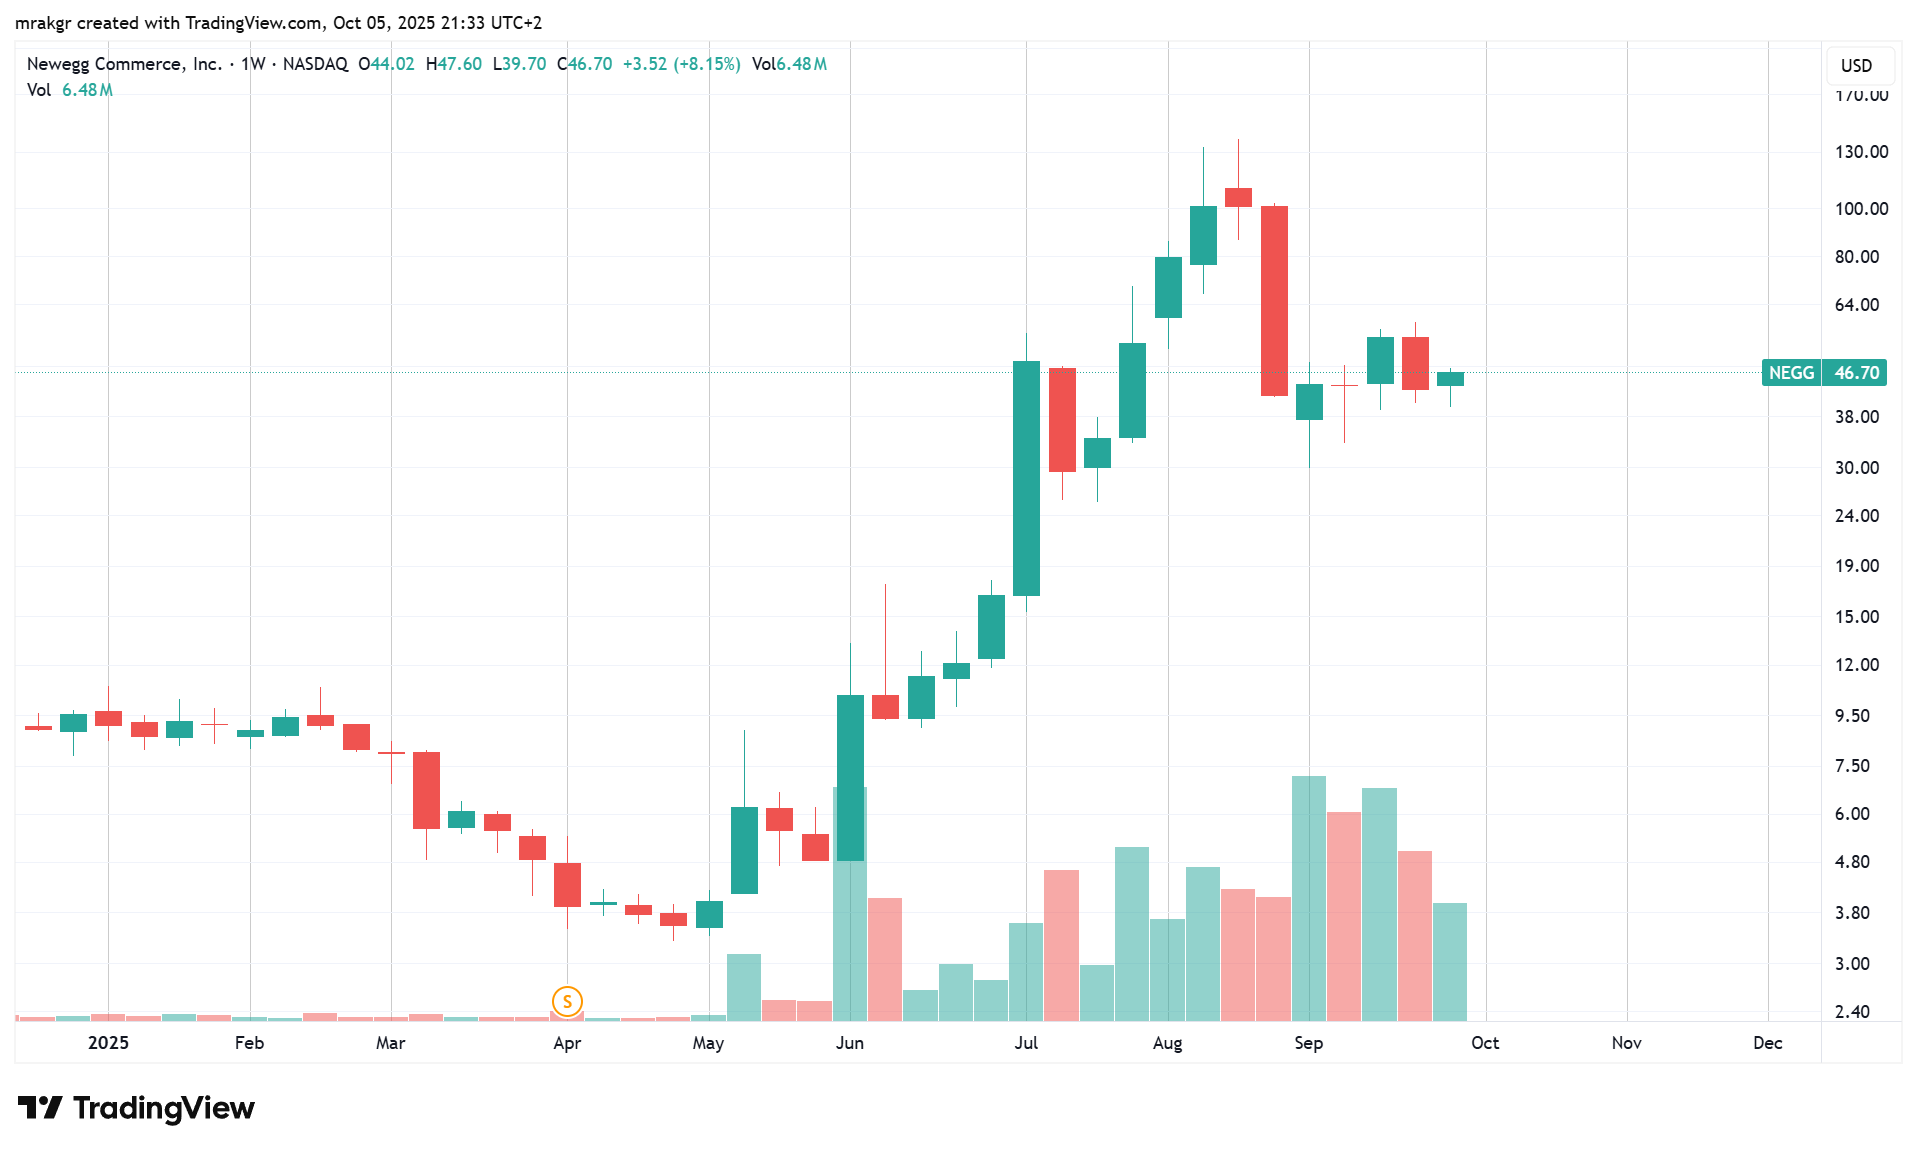 mrakgr created with TradingView.com, Oct 05, 2025 21:33 UTC+2
Newegg Commerce, Inc. · 1W · NASDAQ O44.02 H47.60 L39.70 C46.70 +3.52 (+8.15%) Vol6.48M
Vol 6.48M
USD
170.00
130.00
100.00
80.00
64.00
NEGG 46.70
38.00
30.00
24.00
19.00
15.00
12.00
9.50
7.50
6.00
4.80
3.80
3.00
2.40
S
2025 Feb Mar Apr May Jun Jul Aug Sep Oct Nov Dec
TradingView